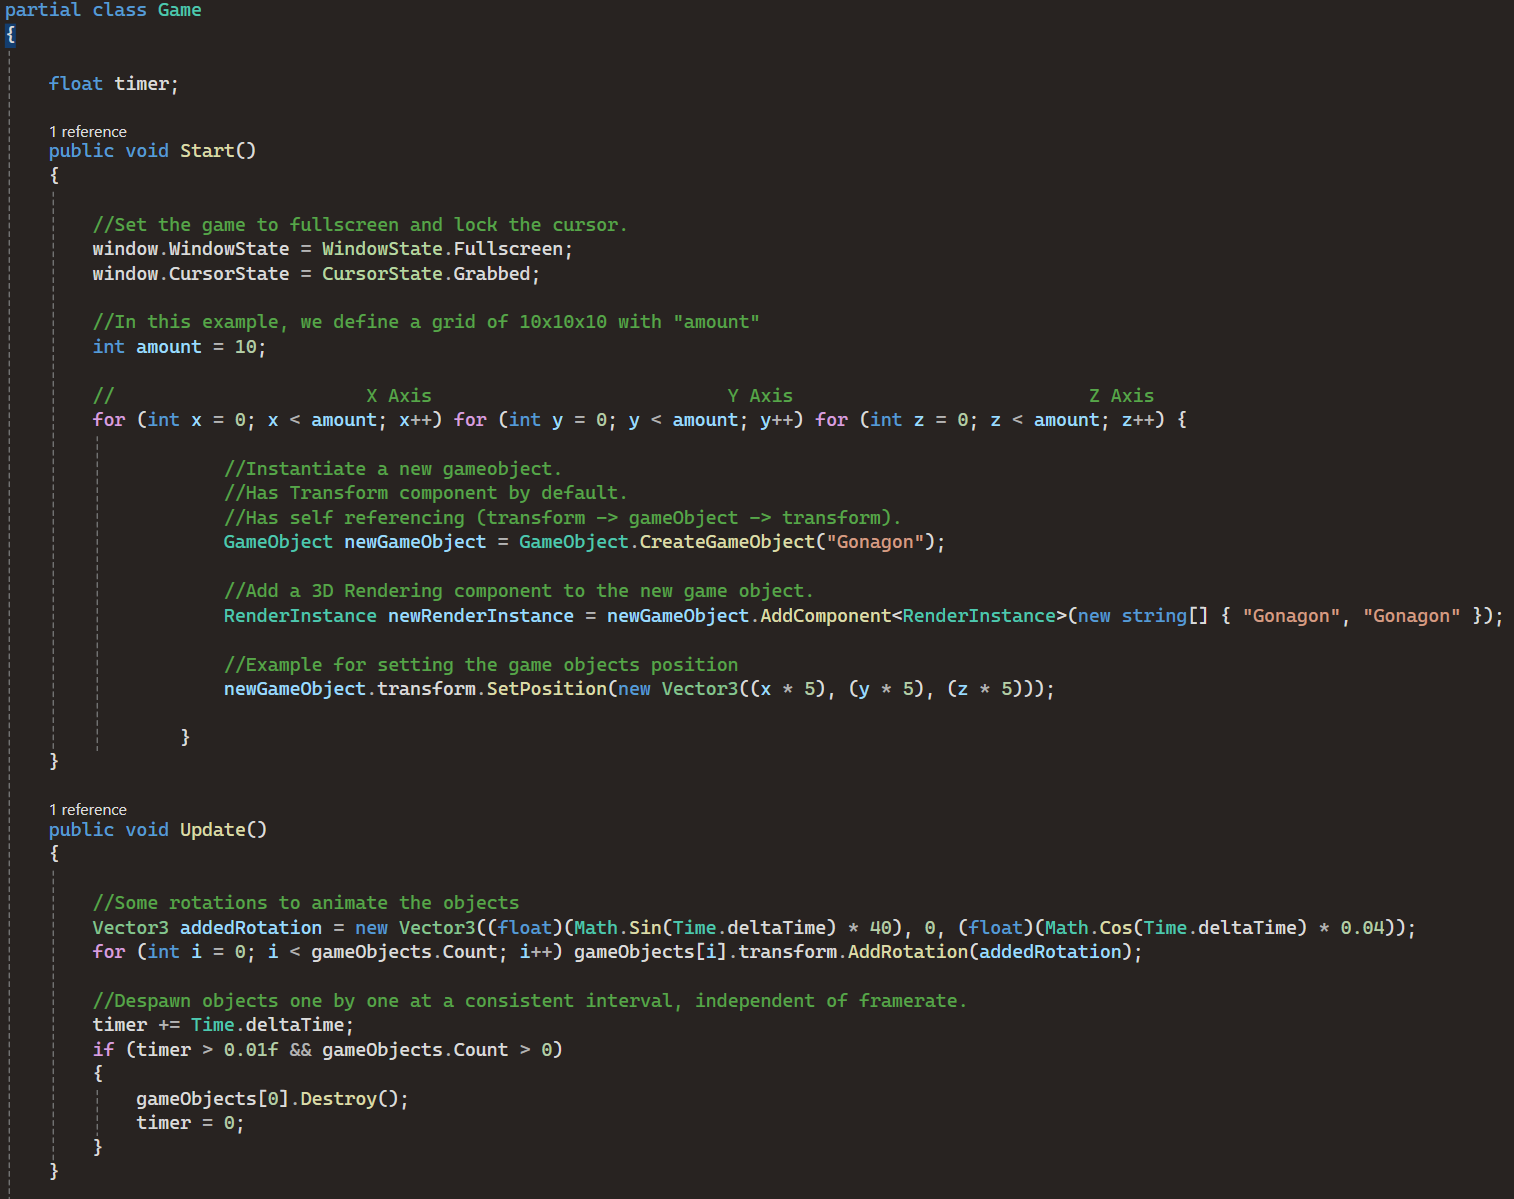 partial class Game
{
float timer;
1 reference
public void Start()
{
//Set the game to fullscreen and lock the cursor.
window.WindowState = WindowState.Fullscreen;
window.CursorState = CursorState.Grabbed;
//In this example, we define a grid of 10x10x10 with "amount"
int amount = 10;
// X Axis Y Axis Z Axis
for (int x = 0; x < amount; x++) for (int y = 0; y < amount; y++) for (int z = 0; z < amount; z++) {
//Instantiate a new gameobject.
//Has Transform component by default.
//Has self referencing (transform -> gameObject -> transform).
GameObject newGameObject = GameObject.CreateGameObject("Gonagon");
//Add a 3D Rendering component to the new game object.
RenderInstance newRenderInstance = newGameObject.AddComponent<RenderInstance>(new string[] { "Gonagon", "Gonagon" });
//Example for setting the game objects position
newGameObject.transform.SetPosition(new Vector3((x * 5), (y * 5), (z * 5)));
}
}
1 reference
public void Update()
{
//Some rotations to animate the objects
Vector3 addedRotation = new Vector3((float)(Math.Sin(Time.deltaTime) * 40), 0, (float)(Math.Cos(Time.deltaTime) * 0.04));
for (int i = 0; i < gameObjects.Count; i++) gameObjects[i].transform.AddRotation(addedRotation);
//Despawn objects one by one at a consistent interval, independent of framerate.
timer += Time.deltaTime;
if (timer > 0.01f && gameObjects.Count > 0)
{
gameObjects[0].Destroy();
timer = 0;
}
}